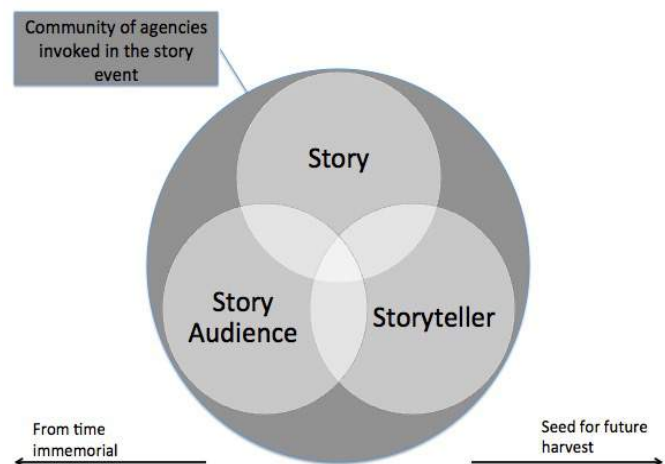 Community of agencies
invoked in the story
event
Story
Story
Audience
Storyteller
From time
immemorial
Seed for future
harvest